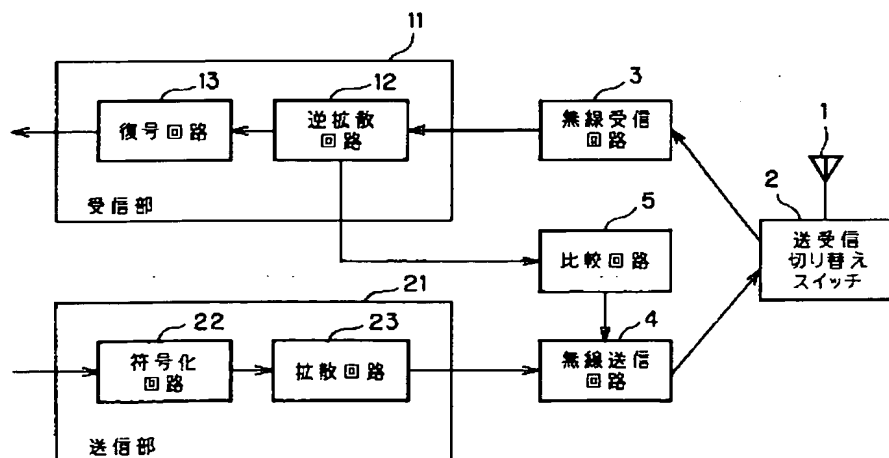 11
13
復号回路
12
逆拡散
回路
受信部
3
無線受信
回路
1
2
送受信
切り替え
スイッチ
5
比較回路
21
22
符号化
回路
23
拡散回路
送信部
4
無線送信
回路